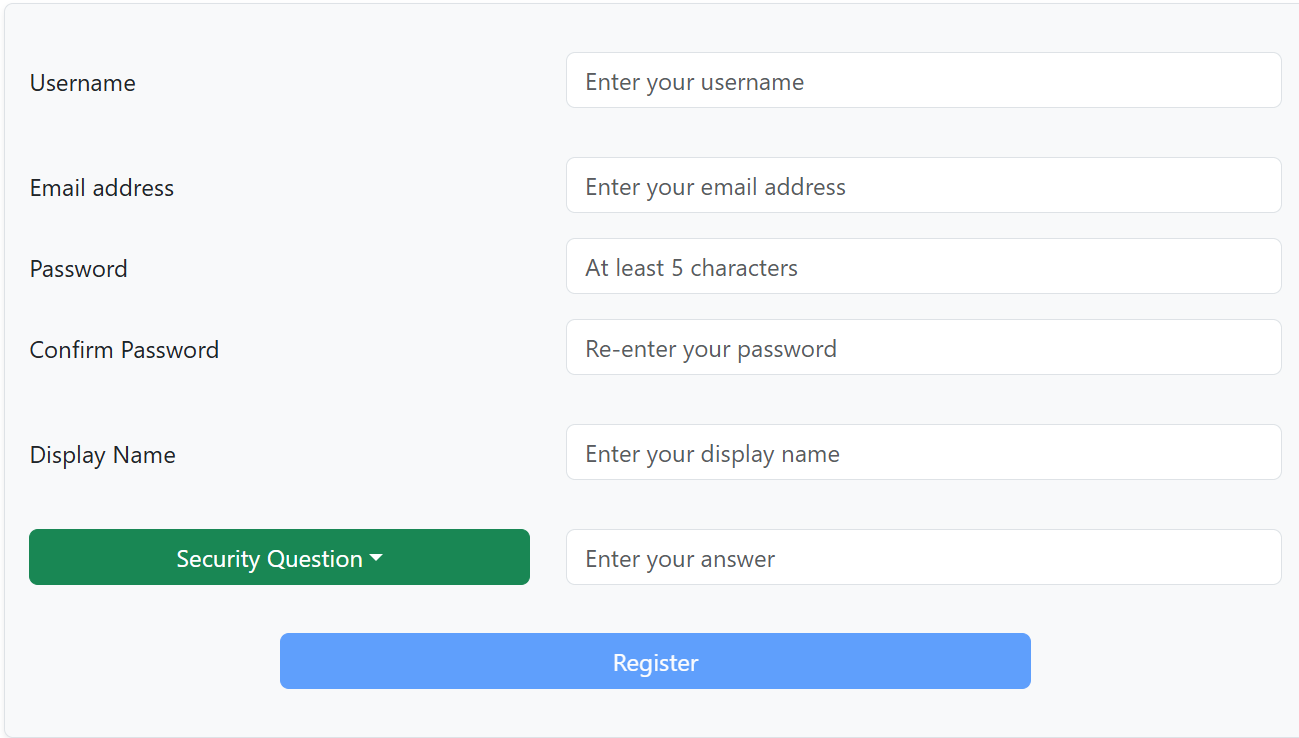 Username
Enter your username
Email address
Enter your email address
Password
At least 5 characters
Confirm Password
Re-enter your password
Display Name
Enter your display name
Security Question
Enter your answer
Register